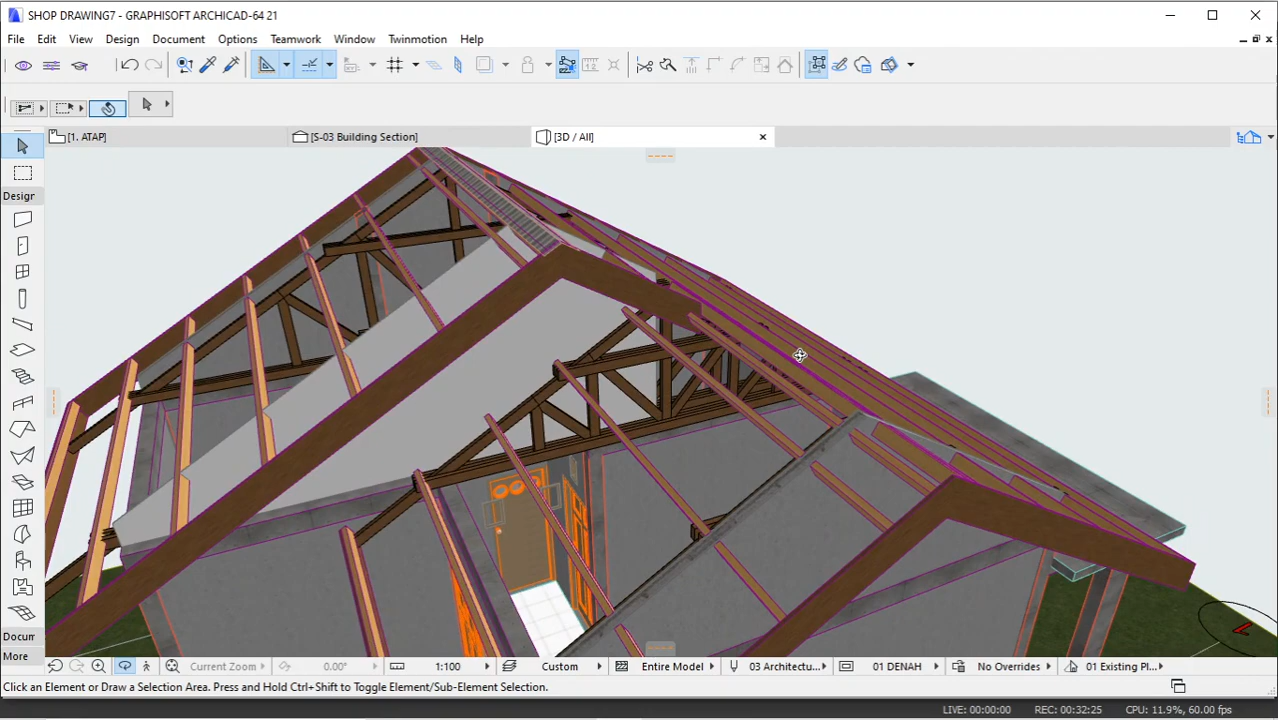 SHOP DRAWING7 - GRAPHISOFT ARCHICAD-64 21
File Edit View Design Document Options Teamwork Window Twinmotion Help
[1. ATAP] [S-03 Building Section] [3D / All]
Design
Docum
More
Current Zoom 0.00° 1:100 Custom Entire Model 03 Architectu... 01 DENAH No Overrides 01 Existing Pl...
Click an Element or Draw a Selection Area. Press and Hold Ctrl+Shift to Toggle Element/Sub-Element Selection.
LIVE: 00:00:00 REC: 00:32:25 CPU: 11.9%, 60.00 fps